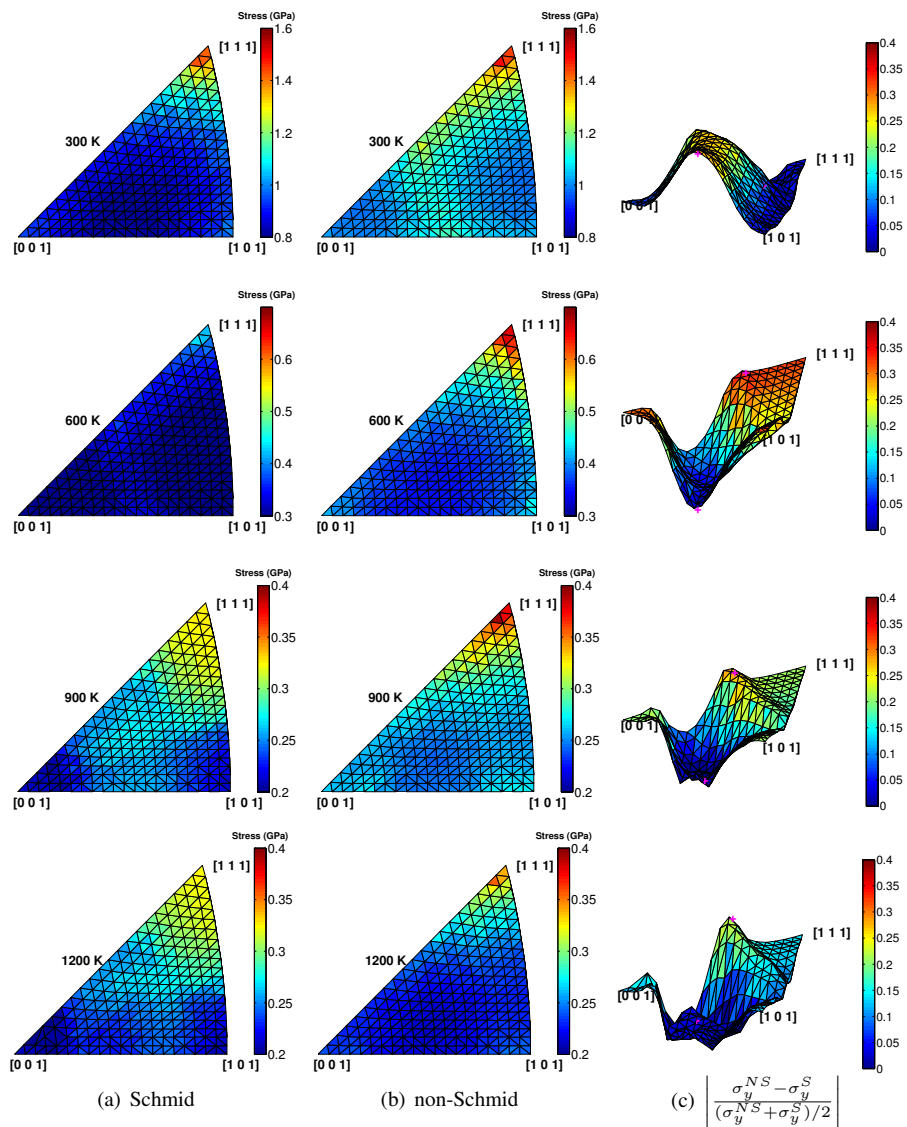 Stress (GPa)
1.6
1.4
1.2
1
0.8
[1 1 1]
300 K
[0 0 1]
[1 0 1]
Stress (GPa)
1.6
1.4
1.2
1
0.8
[1 1 1]
300 K
[0 0 1]
[1 0 1]
0.4
0.35
0.3
0.25
0.2
0.15
0.1
0.05
0
[1 1 1]
[0 0 1]
[1 0 1]
Stress (GPa)
0.6
0.5
0.4
0.3
[1 1 1]
600 K
[0 0 1]
[1 0 1]
Stress (GPa)
0.6
0.5
0.4
0.3
[1 1 1]
600 K
[0 0 1]
[1 0 1]
0.4
0.35
0.3
0.25
0.2
0.15
0.1
0.05
0
[1 1 1]
[0 0 1]
[1 0 1]
Stress (GPa)
0.4
0.35
0.3
0.25
0.2
[1 1 1]
900 K
[0 0 1]
[1 0 1]
Stress (GPa)
0.4
0.35
0.3
0.25
0.2
[1 1 1]
900 K
[0 0 1]
[1 0 1]
0.4
0.35
0.3
0.25
0.2
0.15
0.1
0.05
0
[1 1 1]
[0 0 1]
[1 0 1]
Stress (GPa)
0.4
0.35
0.3
0.25
0.2
[1 1 1]
1200 K
[0 0 1]
[1 0 1]
Stress (GPa)
0.4
0.35
0.3
0.25
0.2
[1 1 1]
1200 K
[0 0 1]
[1 0 1]
0.4
0.35
0.3
0.25
0.2
0.15
0.1
0.05
0
[1 1 1]
[0 0 1]
[1 0 1]
(a) Schmid
(b) non-Schmid
(c) | (σ_y^{NS} − σ_y^S) / ((σ_y^{NS} + σ_y^S)/2) |